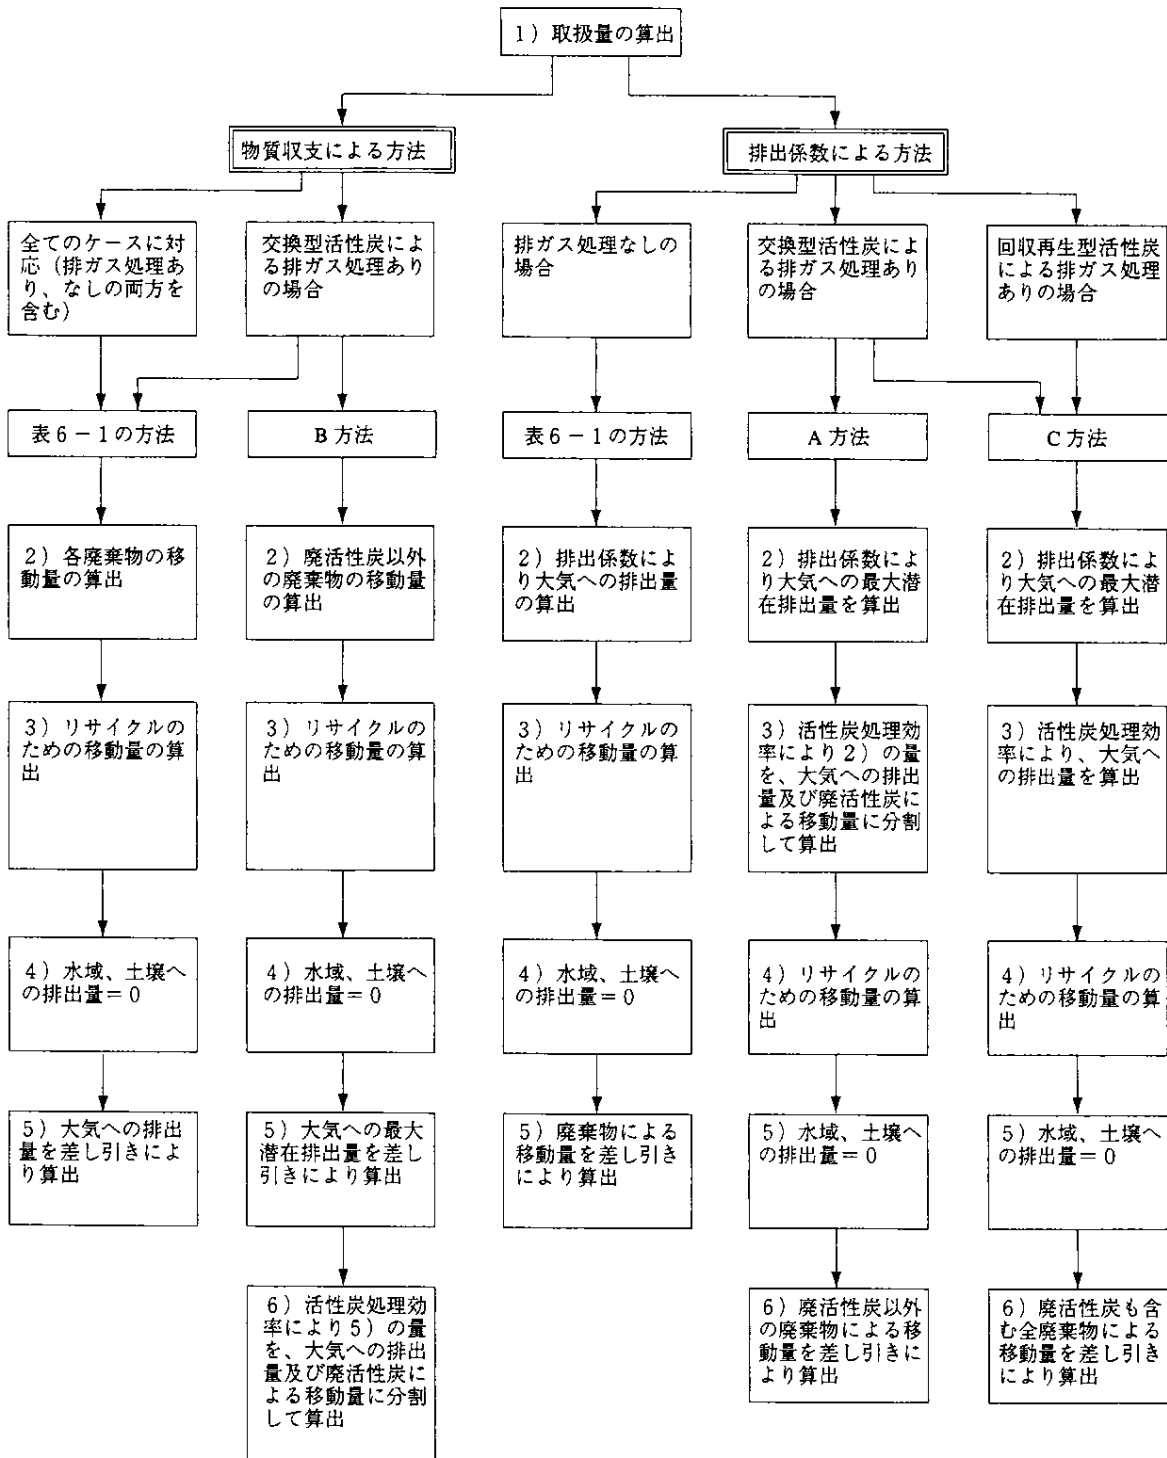 1）取扱量の算出
物質収支による方法
排出係数による方法
全てのケースに対
応（排ガス処理あ
り、なしの両方を
含む）
交換型活性炭によ
る排ガス処理あり
の場合
排ガス処理なしの
場合
交換型活性炭によ
る排ガス処理あり
の場合
回収再生型活性炭
による排ガス処理
ありの場合
表6－1の方法
B方法
表6－1の方法
A方法
C方法
2）各廃棄物の移
動量の算出
2）廃活性炭以外
の廃棄物の移動量
の算出
2）排出係数によ
り大気への排出量
の算出
2）排出係数によ
り大気への最大潜
在排出量を算出
2）排出係数によ
り大気への最大潜
在排出量を算出
3）リサイクルの
ための移動量の算
出
3）リサイクルの
ための移動量の算
出
3）リサイクルの
ための移動量の算
出
3）活性炭処理効
率により2）の量
を、大気への排出
量及び廃活性炭に
よる移動量に分割
して算出
3）活性炭処理効
率により、大気へ
の排出量を算出
4）水域、土壌へ
の排出量＝0
4）水域、土壌へ
の排出量＝0
4）水域、土壌へ
の排出量＝0
4）リサイクルの
ための移動量の算
出
4）リサイクルの
ための移動量の算
出
5）大気への排出
量を差し引きによ
り算出
5）大気への最大
潜在排出量を差し
引きにより算出
5）廃棄物による
移動量を差し引き
により算出
5）水域、土壌へ
の排出量＝0
5）水域、土壌へ
の排出量＝0
6）活性炭処理効
率により5）の量
を、大気への排出
量及び廃活性炭に
よる移動量に分割
して算出
6）廃活性炭以外
の廃棄物による移
動量を差し引きに
より算出
6）廃活性炭も含
む全廃棄物による
移動量を差し引き
により算出